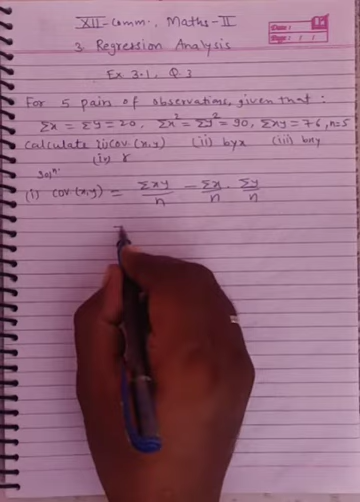 XII - Comm., Maths - II
3. Regression Analysis
Ex. 3.1, Q. 3
For 5 pairs of observations, given that :
Σx = Σy = 20, Σx² = Σy² = 90, Σxy = 76, n=5
Calculate cov (x,y) (ii) byx (iii) bxy
(iv) r
Solⁿ.
(i) cov (x,y) = Σxy/n - Σx/n . Σy/n